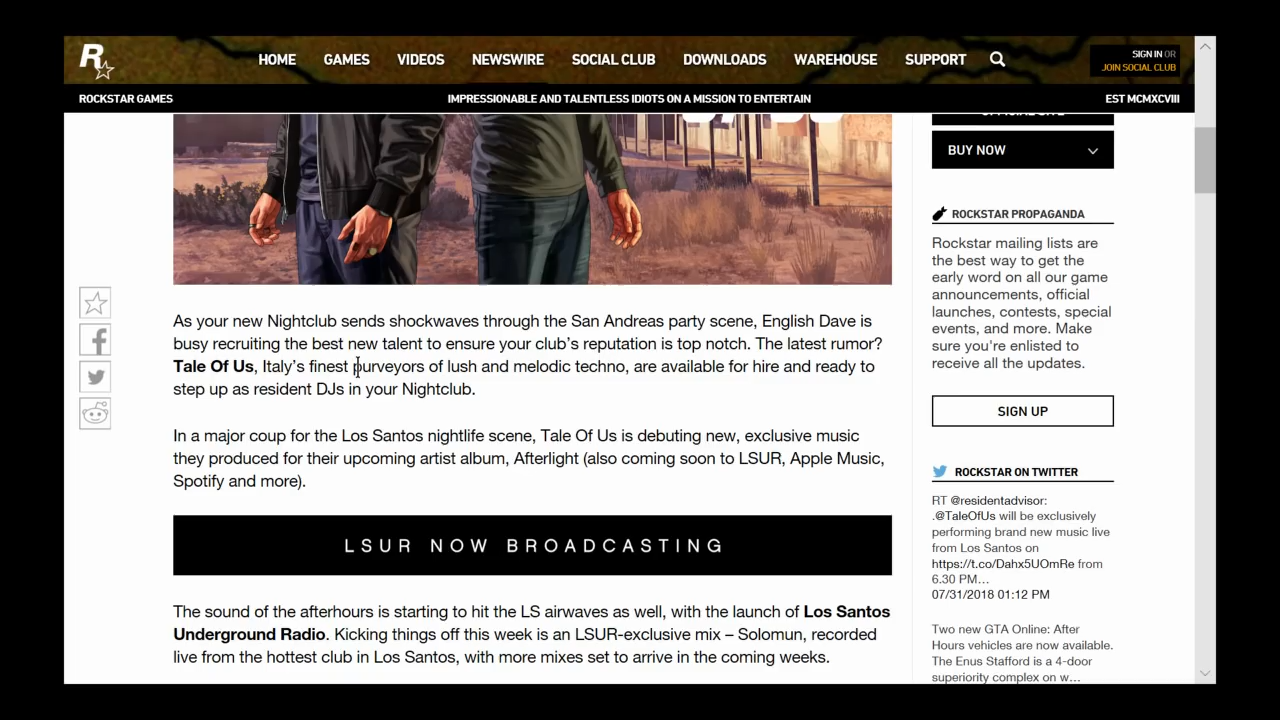 R
HOME GAMES VIDEOS NEWSWIRE SOCIAL CLUB DOWNLOADS WAREHOUSE SUPPORT
SIGN IN OR
JOIN SOCIAL CLUB
ROCKSTAR GAMES IMPRESSIONABLE AND TALENTLESS IDIOTS ON A MISSION TO ENTERTAIN EST MCMXCVIII
As your new Nightclub sends shockwaves through the San Andreas party scene, English Dave is
busy recruiting the best new talent to ensure your club's reputation is top notch. The latest rumor?
Tale Of Us, Italy's finest purveyors of lush and melodic techno, are available for hire and ready to
step up as resident DJs in your Nightclub.
In a major coup for the Los Santos nightlife scene, Tale Of Us is debuting new, exclusive music
they produced for their upcoming artist album, Afterlight (also coming soon to LSUR, Apple Music,
Spotify and more).
LSUR NOW BROADCASTING
The sound of the afterhours is starting to hit the LS airwaves as well, with the launch of Los Santos
Underground Radio. Kicking things off this week is an LSUR-exclusive mix – Solomun, recorded
live from the hottest club in Los Santos, with more mixes set to arrive in the coming weeks.
BUY NOW
ROCKSTAR PROPAGANDA
Rockstar mailing lists are
the best way to get the
early word on all our game
announcements, official
launches, contests, special
events, and more. Make
sure you're enlisted to
receive all the updates.
SIGN UP
ROCKSTAR ON TWITTER
RT @residentadvisor:
.@TaleOfUs will be exclusively
performing brand new music live
from Los Santos on
https://t.co/Dahx5UOmRe from
6.30 PM…
07/31/2018 01:12 PM
Two new GTA Online: After
Hours vehicles are now available.
The Enus Stafford is a 4-door
superiority complex on w…